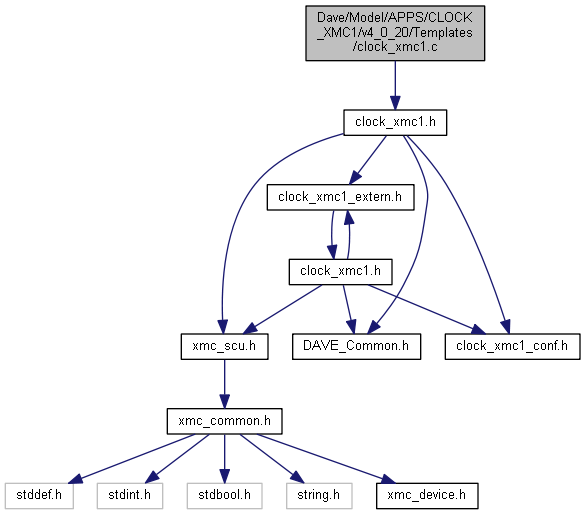 Dave/Model/APPS/CLOCK
_XMC1/v4_0_20/Templates
/clock_xmc1.c
clock_xmc1.h
clock_xmc1_extern.h
clock_xmc1.h
xmc_scu.h
DAVE_Common.h
clock_xmc1_conf.h
xmc_common.h
stddef.h
stdint.h
stdbool.h
string.h
xmc_device.h